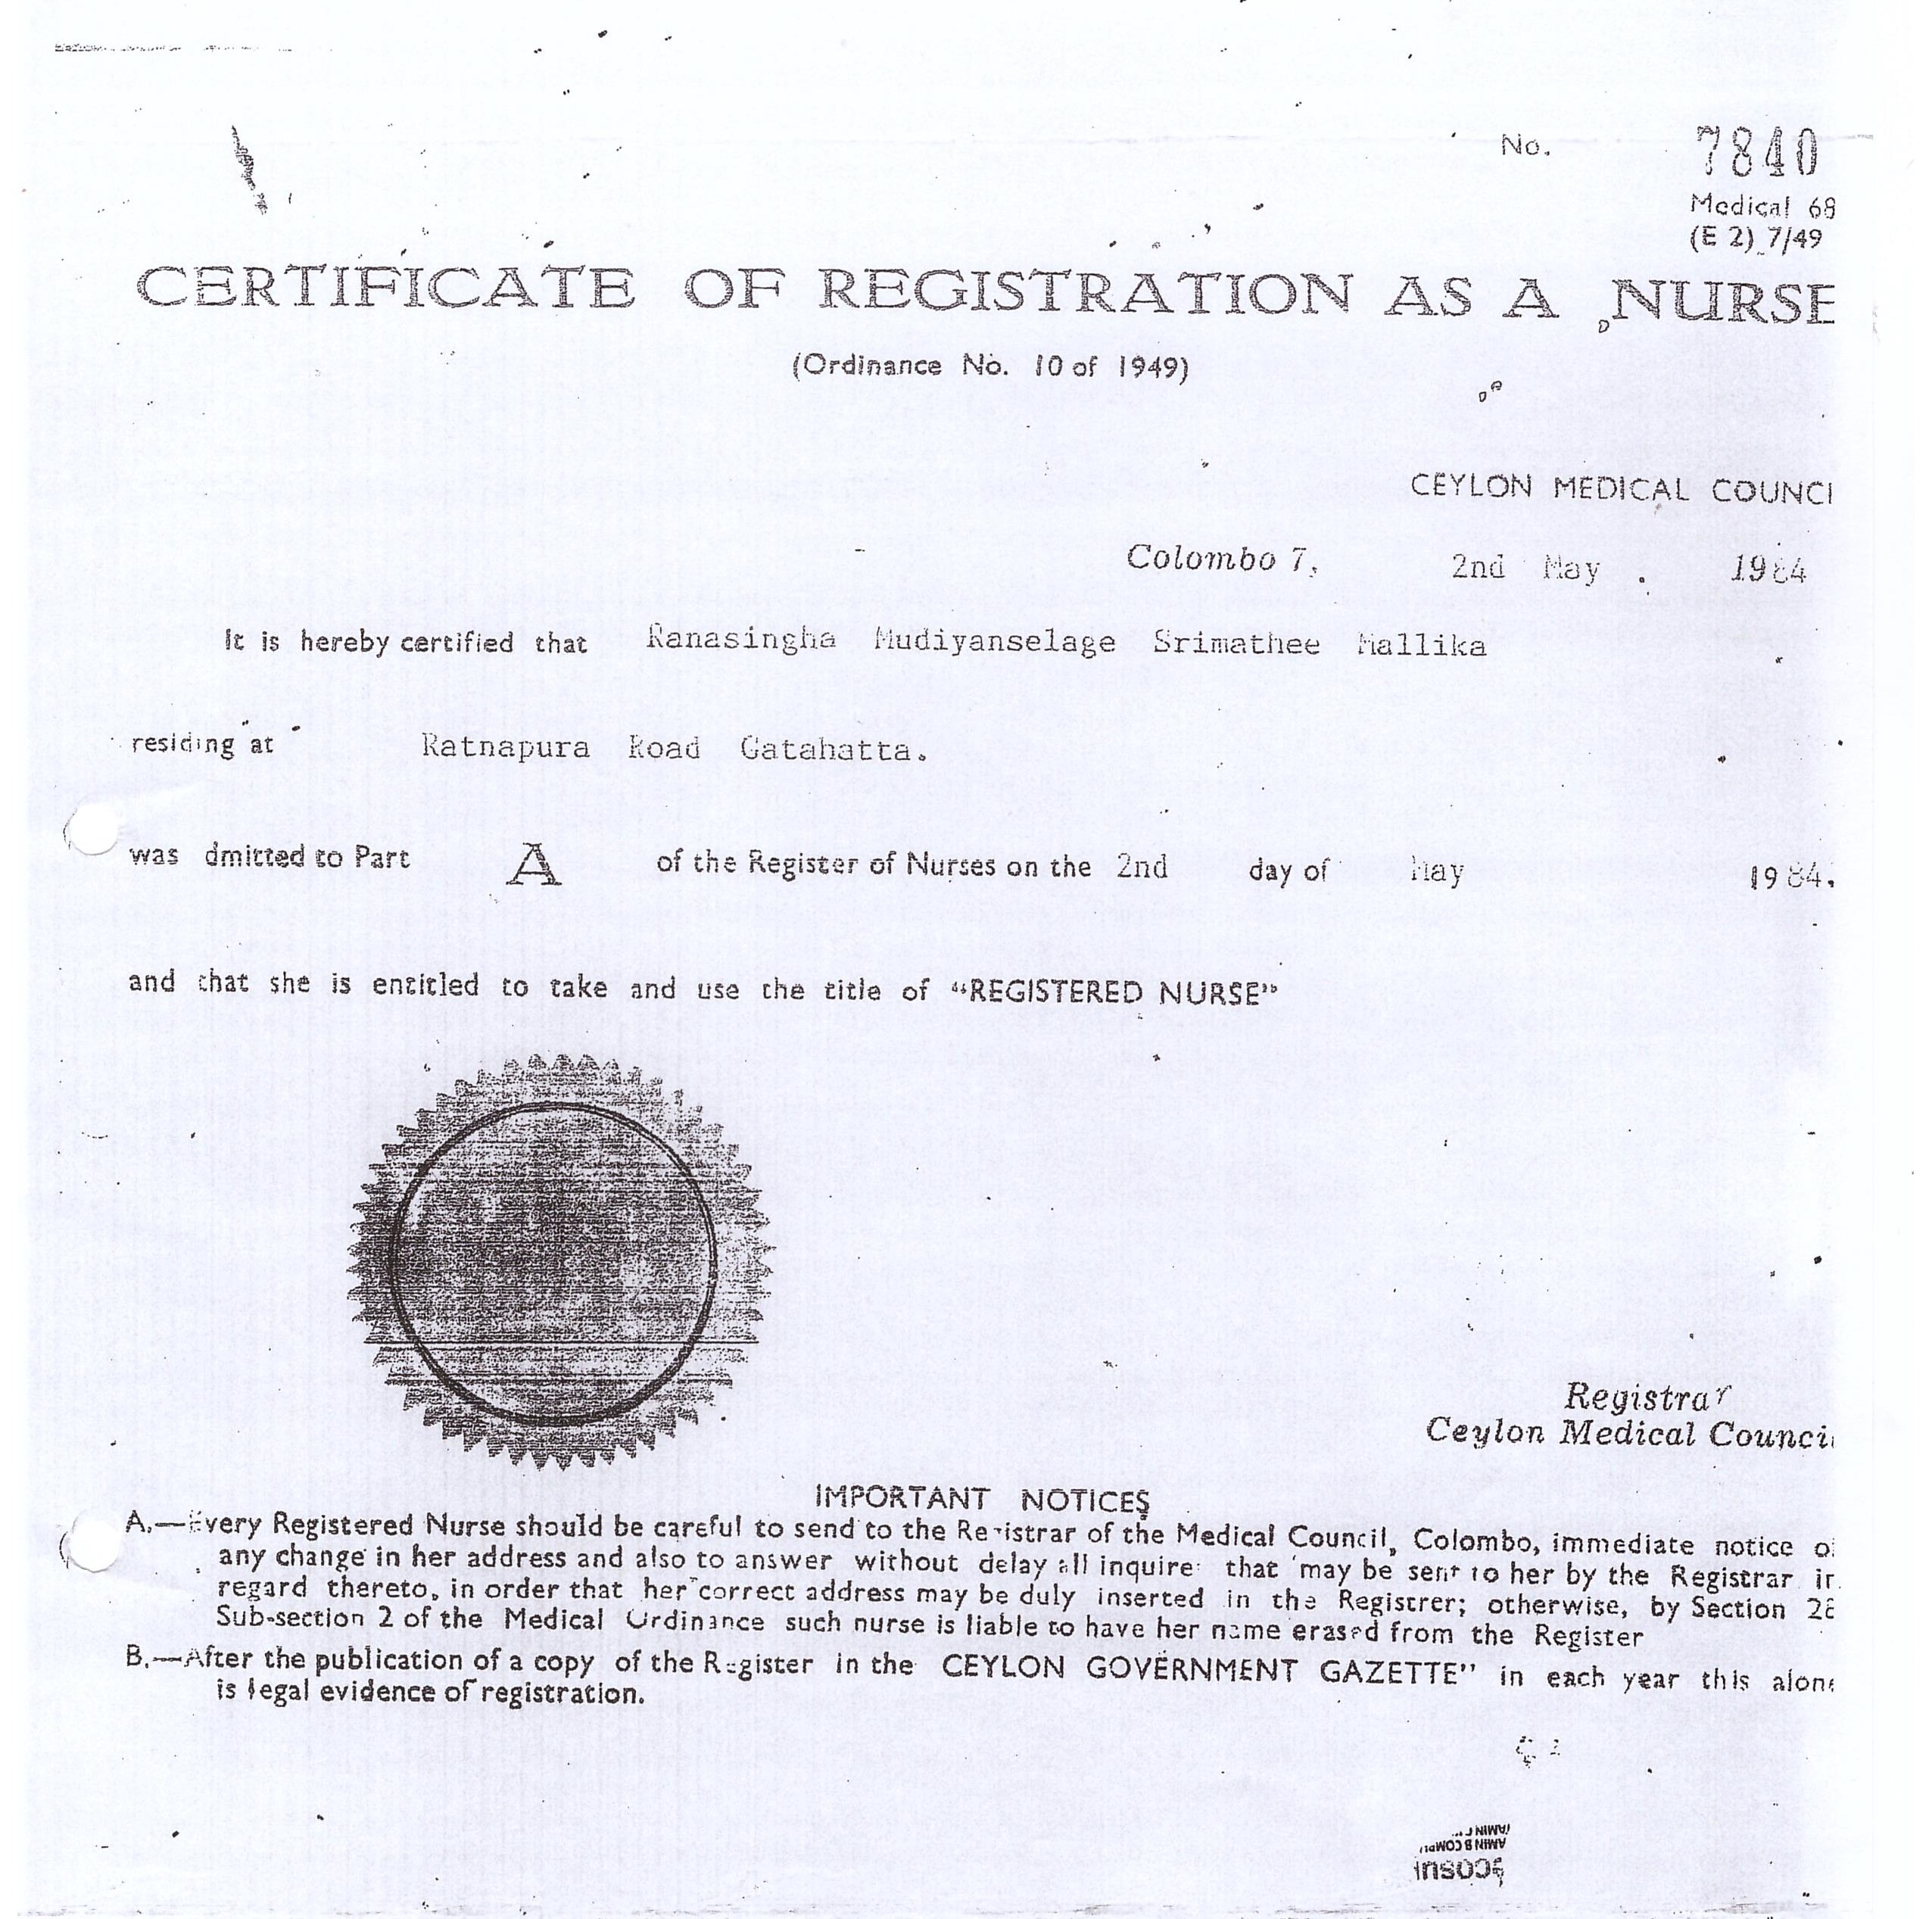 No. 7840
Medical 68
(E 2) 7/49
CERTIFICATE OF REGISTRATION AS A NURSE
(Ordinance No. 10 of 1949)
CEYLON MEDICAL COUNCI
Colombo 7, 2nd May 1984
It is hereby certified that Ranasingha Mudiyanselage Srimathee Mallika
residing at Ratnapura Road Gatahatta.
was dmitted to Part A of the Register of Nurses on the 2nd day of May 1984.
and that she is entitled to take and use the title of “REGISTERED NURSE”
Registrar
Ceylon Medical Counci
IMPORTANT NOTICES
A.—Every Registered Nurse should be careful to send to the Registrar of the Medical Council, Colombo, immediate notice o
any change in her address and also to answer without delay all inquire that may be sent to her by the Registrar in
regard thereto, in order that her correct address may be duly inserted in the Registrer; otherwise, by Section 28
Sub-section 2 of the Medical Ordinance such nurse is liable to have her name erased from the Register
B.—After the publication of a copy of the Register in the CEYLON GOVERNMENT GAZETTE” in each year this alone
is legal evidence of registration.